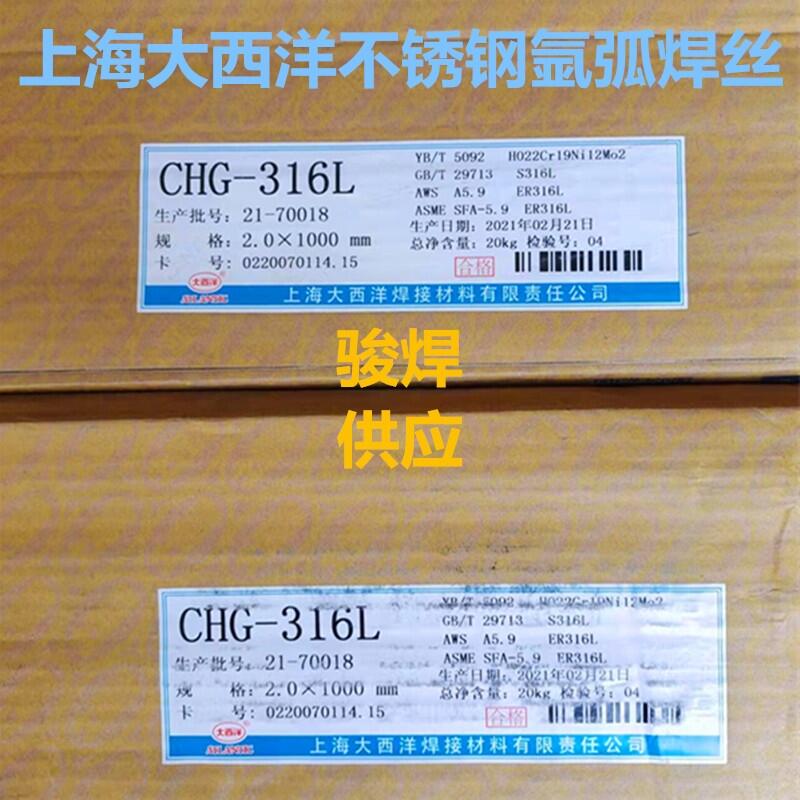 上海大西洋不锈钢氩弧焊丝
CHG-316L
YB/T 5092 H022Cr19Ni12Mo2
GB/T 29713 S316L
AWS A5.9 ER316L
ASME SFA-5.9 ER316L
生产批号: 21-70018
生产日期: 2021年02月21日
规 格: 2.0×1000 mm
总净含量: 20kg 检验号: 04
卡 号: 0220070114.15
合格
大西洋
ATLANTIC
上海大西洋焊接材料有限责任公司
骏焊
供应
CHG-316L
YB/T 5092 H022Cr19Ni12Mo2
GB/T 29713 S316L
AWS A5.9 ER316L
ASME SFA-5.9 ER316L
生产批号: 21-70018
生产日期: 2021年02月21日
规 格: 2.0×1000 mm
总净含量: 20kg 检验号: 04
卡 号: 0220070114.15
合格
大西洋
ATLANTIC
上海大西洋焊接材料有限责任公司